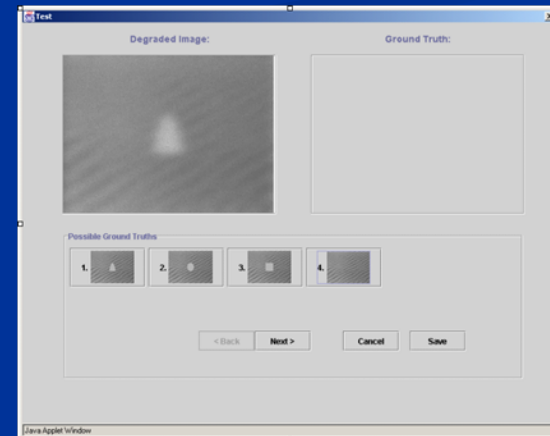 Test
Degraded Image:
Ground Truth:
Possible Ground Truths
1.
2.
3.
4.
< Back
Next >
Cancel
Save
Java Applet Window